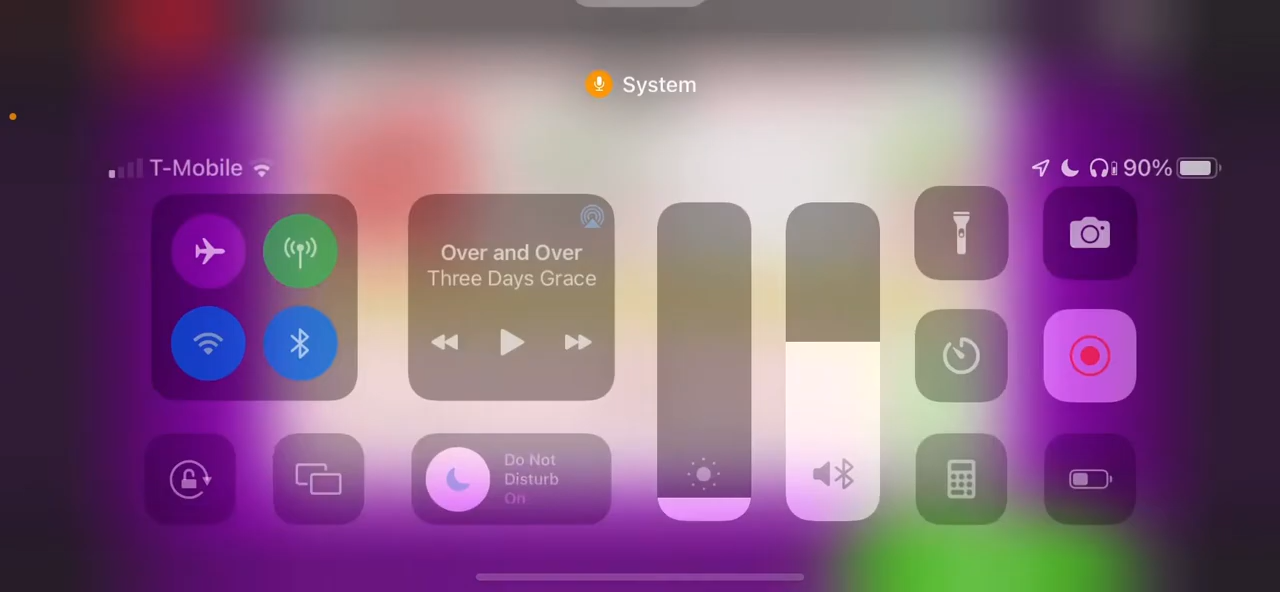 System
T-Mobile
90%
Over and Over
Three Days Grace
Do Not
Disturb
On